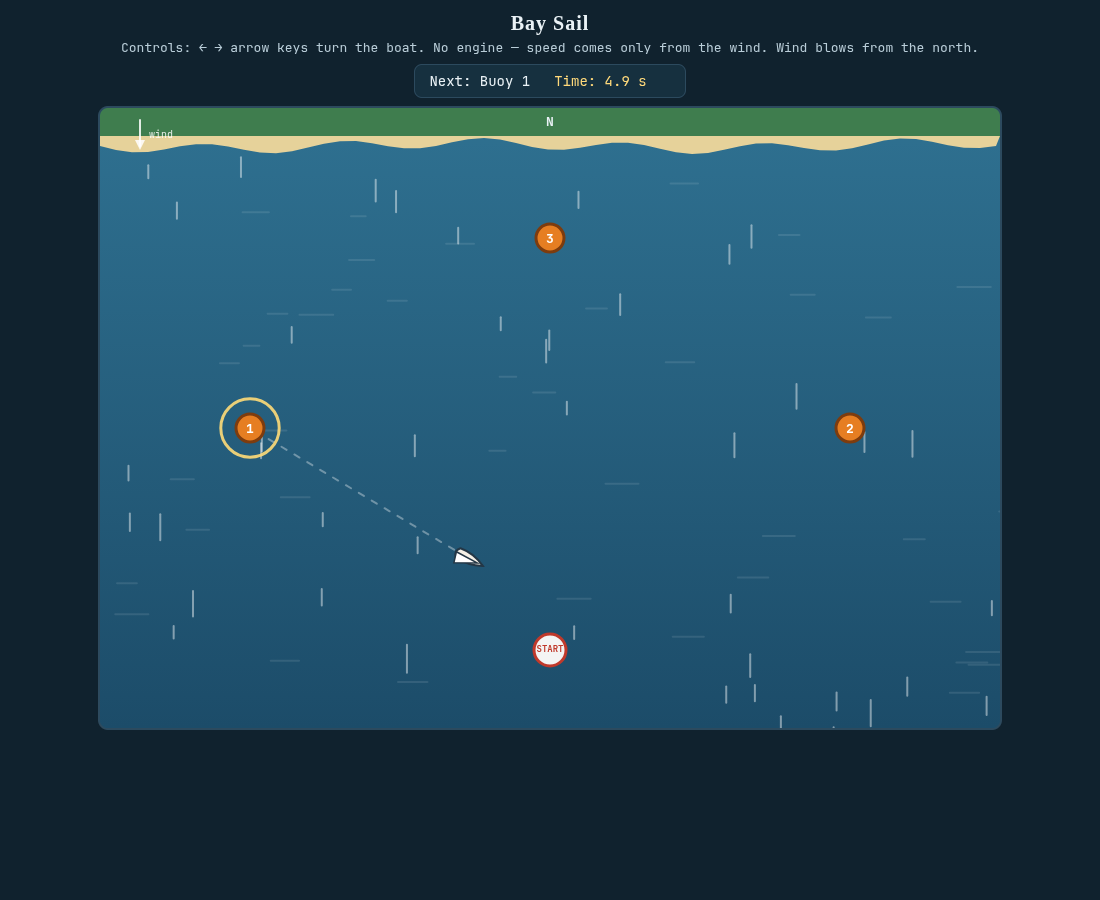 Bay Sail
Controls: ← → arrow keys turn the boat. No engine — speed comes only from the wind. Wind blows from the north.
Next: Buoy 1 Time: 4.9 s
N
wind
3
1
2
START